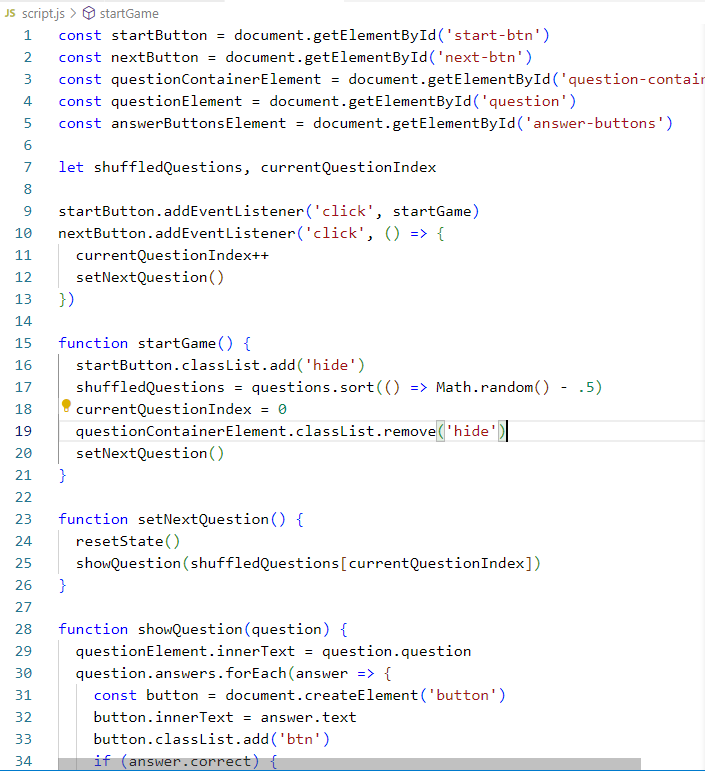 JS script.js > startGame
1 const startButton = document.getElementById('start-btn')
2 const nextButton = document.getElementById('next-btn')
3 const questionContainerElement = document.getElementById('question-contain
4 const questionElement = document.getElementById('question')
5 const answerButtonsElement = document.getElementById('answer-buttons')
6
7 let shuffledQuestions, currentQuestionIndex
8
9 startButton.addEventListener('click', startGame)
10 nextButton.addEventListener('click', () => {
11   currentQuestionIndex++
12   setNextQuestion()
13 })
14
15 function startGame() {
16   startButton.classList.add('hide')
17   shuffledQuestions = questions.sort(() => Math.random() - .5)
18   currentQuestionIndex = 0
19   questionContainerElement.classList.remove('hide')
20   setNextQuestion()
21 }
22
23 function setNextQuestion() {
24   resetState()
25   showQuestion(shuffledQuestions[currentQuestionIndex])
26 }
27
28 function showQuestion(question) {
29   questionElement.innerText = question.question
30   question.answers.forEach(answer => {
31     const button = document.createElement('button')
32     button.innerText = answer.text
33     button.classList.add('btn')
34     if (answer.correct) {